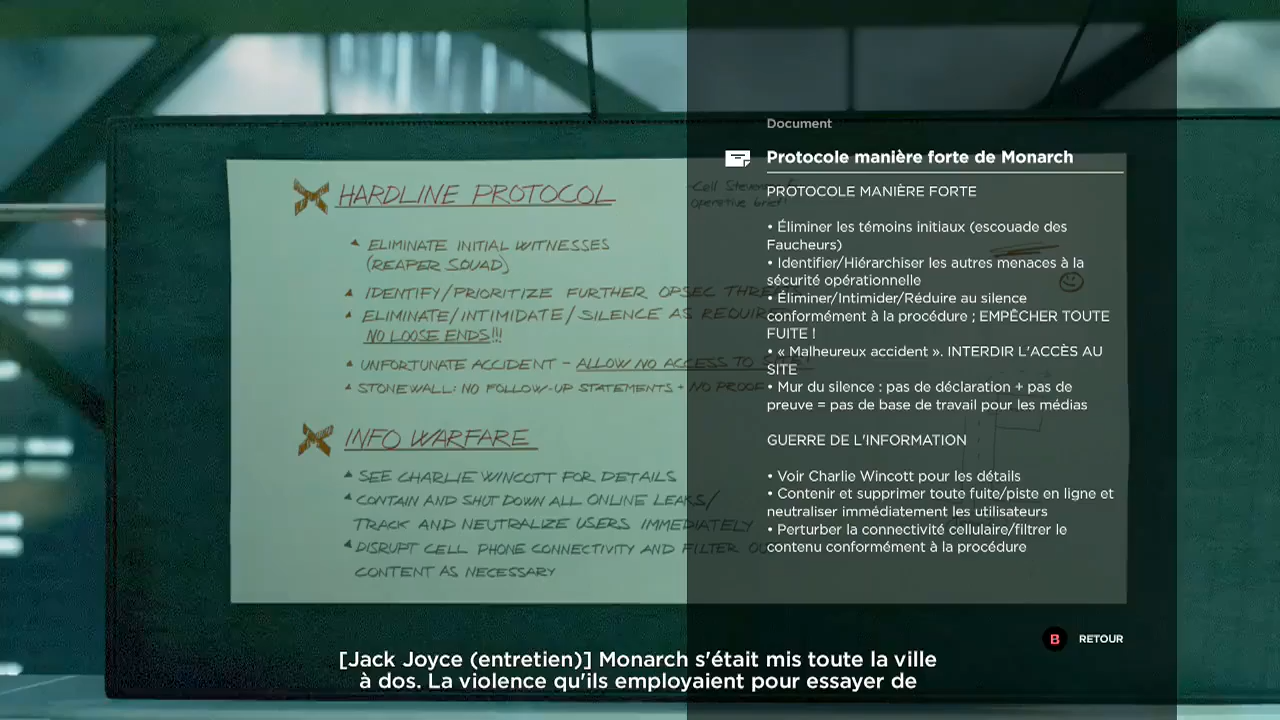 HARDLINE PROTOCOL
▲ ELIMINATE INITIAL WITNESSES
(REAPER SQUAD)
▲ IDENTIFY/PRIORITIZE FURTHER OPSEC
▲ ELIMINATE/INTIMIDATE/SILENCE AS
NO LOOSE ENDS!!!
▲ UNFORTUNATE ACCIDENT - ALLOW NO ACCESS TO SITE!
▲ STONEWALL: NO FOLLOW-UP STATEMENTS + NO PROOF
INFO WARFARE
▲ SEE CHARLIE WINCOTT FOR DETAILS
▲ CONTAIN AND SHUT DOWN ALL ONLINE LEAKS/
TRACK AND NEUTRALIZE USERS IMMEDIATELY
▲ DISRUPT CELL PHONE CONNECTIVITY AND FILTER
CONTENT AS NECESSARY
-Cell
operative brief!
Document
Protocole manière forte de Monarch
PROTOCOLE MANIÈRE FORTE
• Éliminer les témoins initiaux (escouade des
Faucheurs)
• Identifier/Hiérarchiser les autres menaces à la
sécurité opérationnelle
• Éliminer/Intimider/Réduire au silence
conformément à la procédure ; EMPÊCHER TOUTE
FUITE !
• « Malheureux accident ». INTERDIR L'ACCÈS AU
SITE
• Mur du silence : pas de déclaration + pas de
preuve = pas de base de travail pour les médias
GUERRE DE L'INFORMATION
• Voir Charlie Wincott pour les détails
• Contenir et supprimer toute fuite/piste en ligne et
neutraliser immédiatement les utilisateurs
• Perturber la connectivité cellulaire/filtrer le
contenu conformément à la procédure
B RETOUR
[Jack Joyce (entretien)] Monarch s'était mis toute la ville
à dos. La violence qu'ils employaient pour essayer de